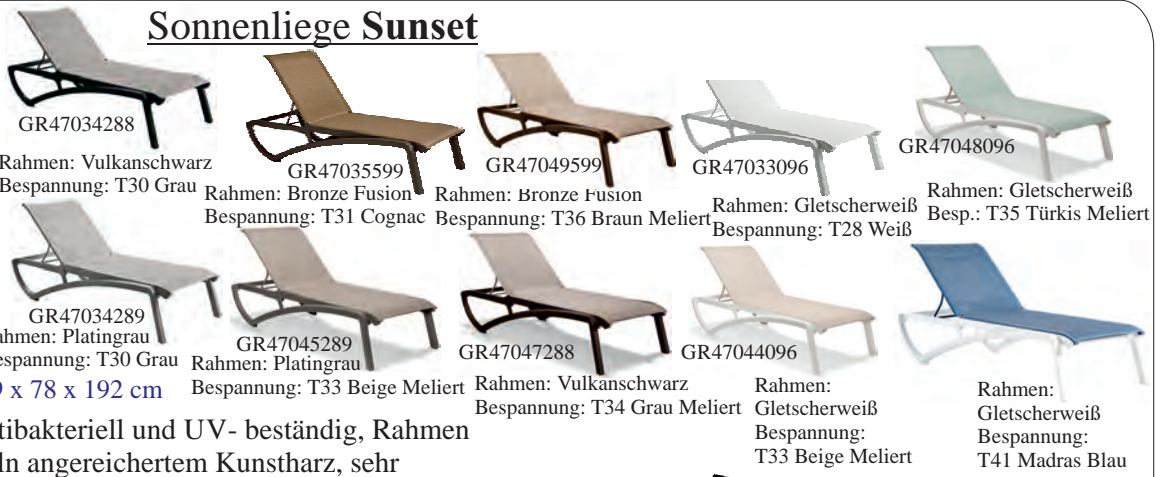 Sonnenliege Sunset
GR47034288
Rahmen: Vulkanschwarz
Bespannung: T30 Grau
GR47035599
Rahmen: Bronze Fusion
Bespannung: T31 Cognac
GR47049599
Rahmen: Bronze Fusion
Bespannung: T36 Braun Meliert
GR47033096
Rahmen: Gletscherweiß
Bespannung: T28 Weiß
GR47048096
Rahmen: Gletscherweiß
Besp.: T35 Türkis Meliert
GR47034289
ahmen: Platingrau
espannung: T30 Grau
GR47045289
Rahmen: Platingrau
Bespannung: T33 Beige Meliert
GR47047288
Rahmen: Vulkanschwarz
Bespannung: T34 Grau Meliert
GR47044096
Rahmen:
Gletscherweiß
Bespannung:
T33 Beige Meliert
Rahmen:
Gletscherweiß
Bespannung:
T41 Madras Blau
x 78 x 192 cm
tibakteriell und UV- beständig, Rahmen
ln angereichertem Kunstharz, sehr